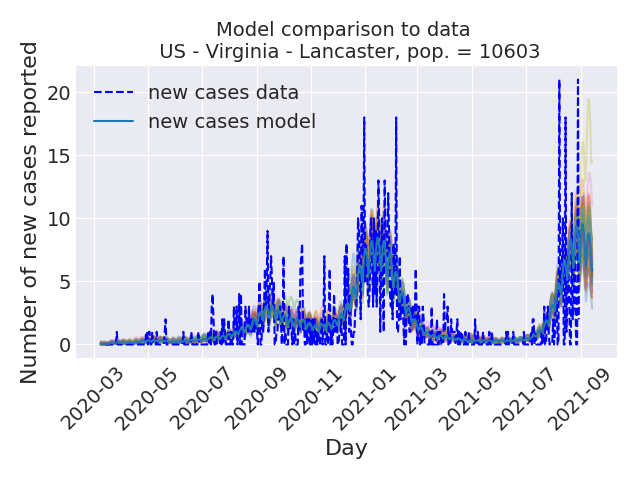 Model comparison to data
US - Virginia - Lancaster, pop. = 10603
Number of new cases reported
20
15
10
5
0
new cases data
new cases model
2020-03
2020-05
2020-07
2020-09
2020-11
2021-01
2021-03
2021-05
2021-07
2021-09
Day